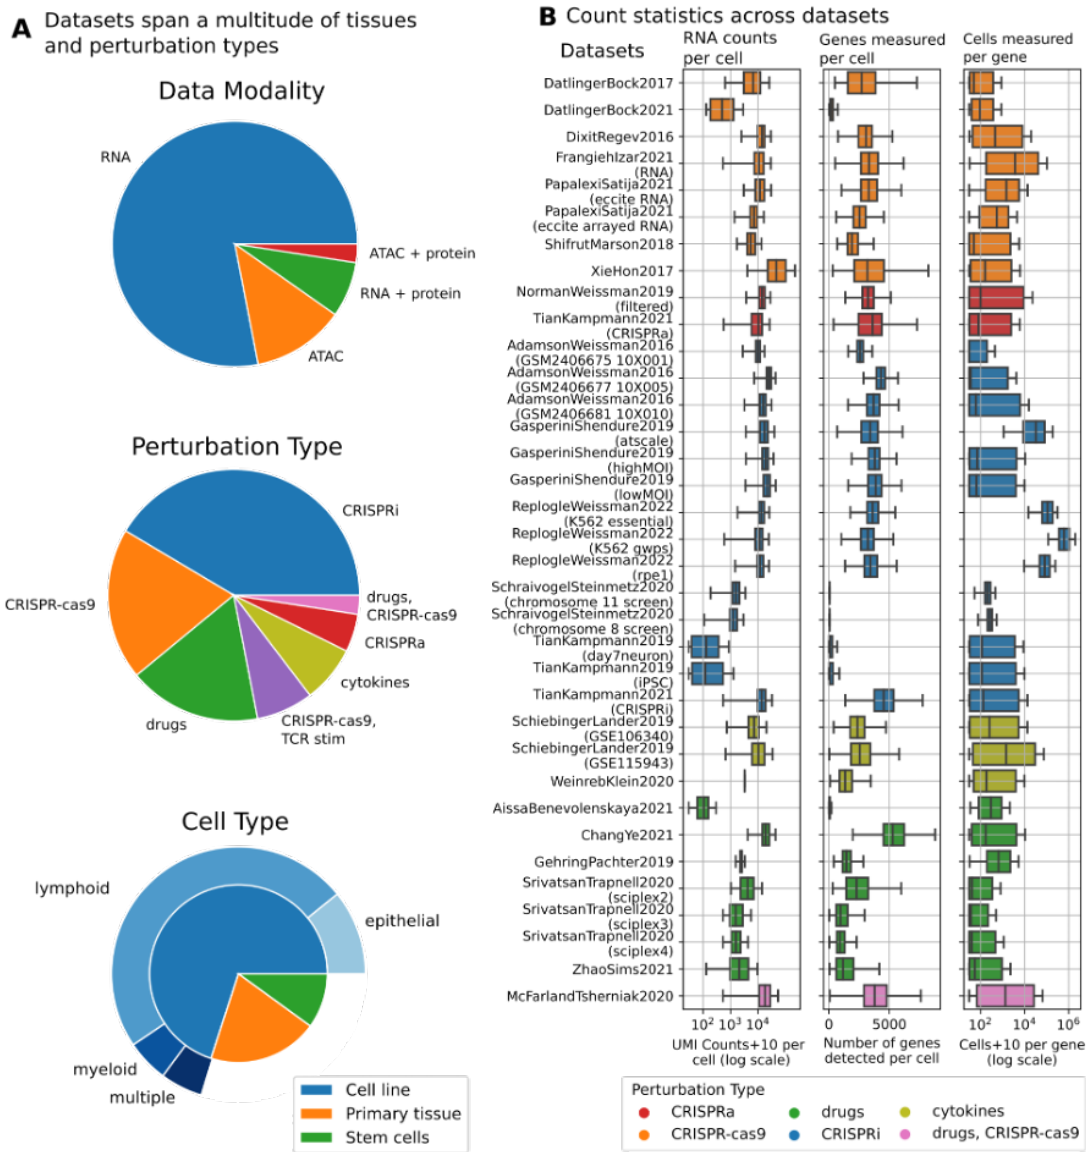 A Datasets span a multitude of tissues
and perturbation types
Data Modality
RNA
ATAC + protein
RNA + protein
ATAC
Perturbation Type
CRISPRi
CRISPR-cas9
drugs,
CRISPR-cas9
CRISPRa
cytokines
drugs
CRISPR-cas9,
TCR stim
Cell Type
lymphoid
epithelial
myeloid
multiple
Cell line
Primary tissue
Stem cells
B Count statistics across datasets
Datasets
RNA counts
per cell
Genes measured
per cell
Cells measured
per gene
DatlingerBock2017
DatlingerBock2021
DixitRegev2016
FrangiehIzar2021
(RNA)
PapalexiSatija2021
(eccite RNA)
PapalexiSatija2021
(eccite arrayed RNA)
ShifrutMarson2018
XieHon2017
NormanWeissman2019
(filtered)
TianKampmann2021
(CRISPRa)
AdamsonWeissman2016
(GSM2406675 10X001)
AdamsonWeissman2016
(GSM2406677 10X005)
AdamsonWeissman2016
(GSM2406681 10X010)
GasperiniShendure2019
(atscale)
GasperiniShendure2019
(highMOI)
GasperiniShendure2019
(lowMOI)
ReplogleWeissman2022
(K562 essential)
ReplogleWeissman2022
(K562 gwps)
ReplogleWeissman2022
(rpe1)
SchraivogelSteinmetz2020
(chromosome 11 screen)
SchraivogelSteinmetz2020
(chromosome 8 screen)
TianKampmann2019
(day7neuron)
TianKampmann2019
(iPSC)
TianKampmann2021
(CRISPRi)
SchiebingerLander2019
(GSE106340)
SchiebingerLander2019
(GSE115943)
WeinrebKlein2020
AissaBenevolenskaya2021
ChangYe2021
GehringPachter2019
SrivatsanTrapnell2020
(sciplex2)
SrivatsanTrapnell2020
(sciplex3)
SrivatsanTrapnell2020
(sciplex4)
ZhaoSims2021
McFarlandTsherniak2020
10² 10³ 10⁴
UMI Counts+10 per
cell (log scale)
0 5000
Number of genes
detected per cell
10² 10⁴ 10⁶
Cells+10 per gene
(log scale)
Perturbation Type
CRISPRa
drugs
cytokines
CRISPR-cas9
CRISPRi
drugs, CRISPR-cas9